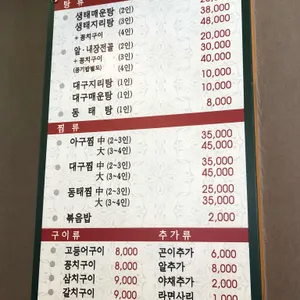 탕 류
생태매운탕 (2인) 38,000
생태지리탕 (3인) 48,000
+ 꽁치구이 (4인)
알·내장전골 (2인) 20,000
+ 꽁치구이 (3인) 30,000
(공기밥별도) (4인) 40,000
대구지리탕 (1인) 10,000
대구매운탕 (1인) 10,000
동 태 탕 (1인) 8,000
찜 류
아구찜 中 (2~3인) 35,000
大 (3~4인) 45,000
대구찜 中 (2~3인) 35,000
大 (3~4인) 45,000
동태찜 中 (2~3인) 25,000
大 (3~4인) 35,000
볶음밥 2,000
구 이 류 추 가 류
고등어구이 8,000 곤이추가 6,000
꽁치구이 8,000 알추가 8,000
삼치구이 9,000 야채추가 2,000
갈치구이 9,000 라면사리 1,000